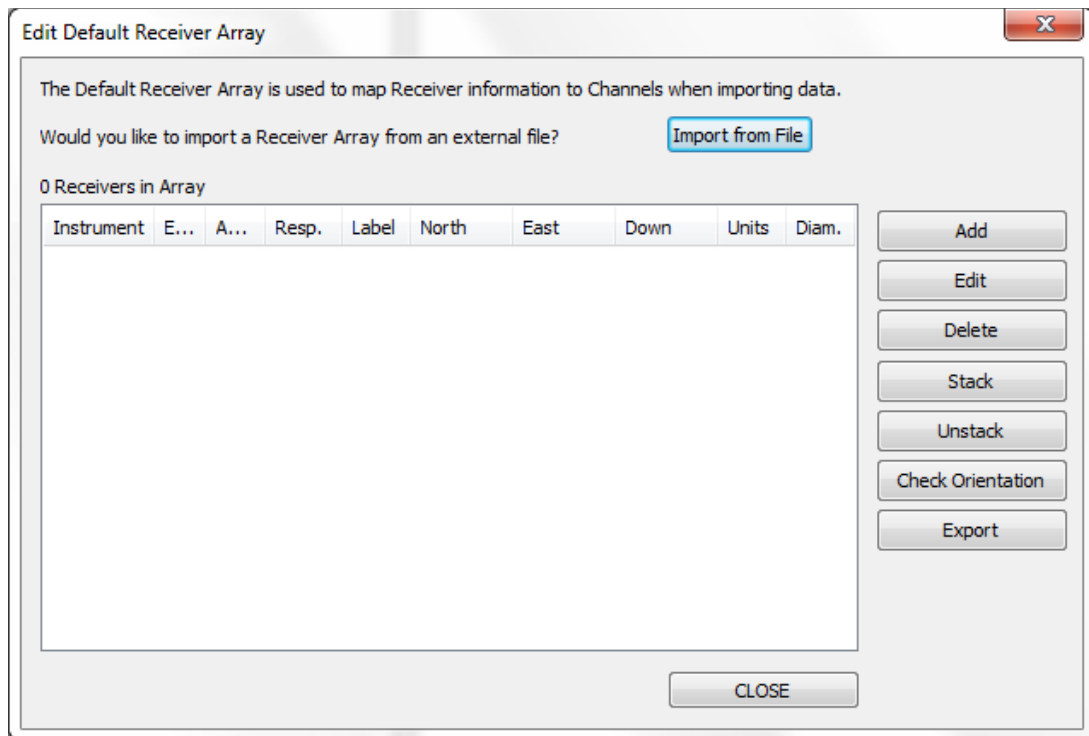 Edit Default Receiver Array
The Default Receiver Array is used to map Receiver information to Channels when importing data.
Would you like to import a Receiver Array from an external file? Import from File
0 Receivers in Array
Instrument E... A... Resp. Label North East Down Units Diam.
Add
Edit
Delete
Stack
Unstack
Check Orientation
Export
CLOSE